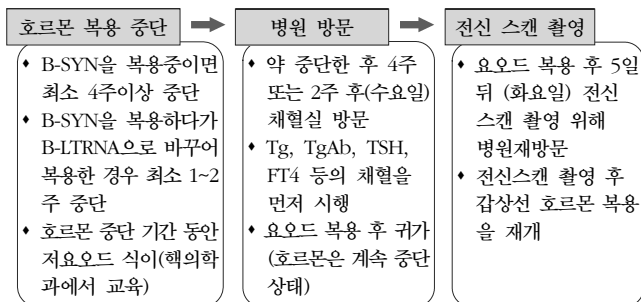 호르몬 복용 중단
B-SYN을 복용중이면
최소 4주이상 중단
B-SYN을 복용하다가
B-LTRNA으로 바꾸어
복용한 경우 최소 1~2
주 중단
호르몬 중단 기간 동안
저요오드 식이(핵의학
과에서 교육)
병원 방문
약 중단한 후 4주
또는 2주 후(수요일)
채혈실 방문
Tg, TgAb, TSH,
FT4 등의 채혈을
먼저 시행
요오드 복용 후 귀가
(호르몬은 계속 중단
상태)
전신 스캔 촬영
요오드 복용 후 5일
뒤 (화요일) 전신
스캔 촬영 위해
병원재방문
전신스캔 촬영 후
갑상선 호르몬 복용
을 재개